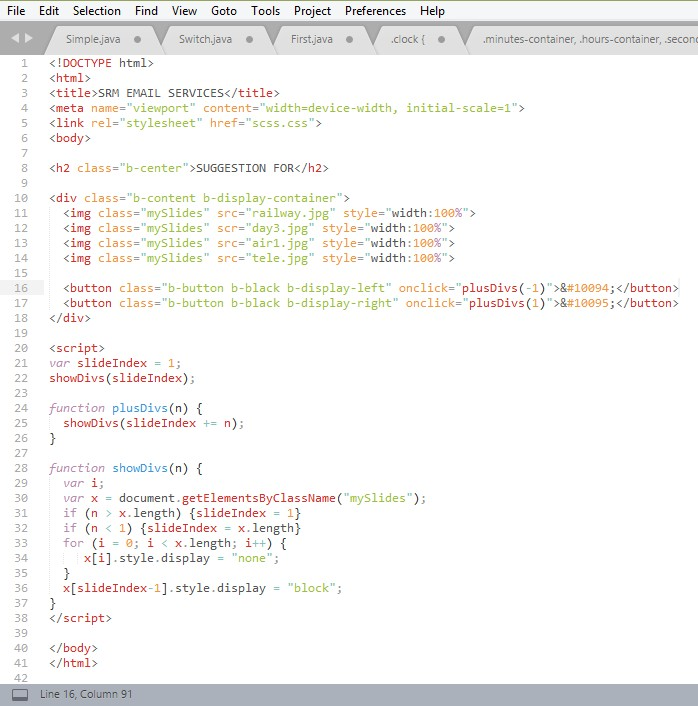 File Edit Selection Find View Goto Tools Project Preferences Help
Simple.java Switch.java First.java .clock { .minutes-container, .hours-container, .second
1 <!DOCTYPE html>
2 <html>
3 <title>SRM EMAIL SERVICES</title>
4 <meta name="viewport" content="width=device-width, initial-scale=1">
5 <link rel="stylesheet" href="scss.css">
6 <body>
7
8 <h2 class="b-center">SUGGESTION FOR</h2>
9
10 <div class="b-content b-display-container">
11   <img class="mySlides" src="railway.jpg" style="width:100%">
12   <img class="mySlides" src="day3.jpg" style="width:100%">
13   <img class="mySlides" src="air1.jpg" style="width:100%">
14   <img class="mySlides" src="tele.jpg" style="width:100%">
15
16   <button class="b-button b-black b-display-left" onclick="plusDivs(-1)">&#10094;</button>
17   <button class="b-button b-black b-display-right" onclick="plusDivs(1)">&#10095;</button>
18 </div>
19
20 <script>
21 var slideIndex = 1;
22 showDivs(slideIndex);
23
24 function plusDivs(n) {
25   showDivs(slideIndex += n);
26 }
27
28 function showDivs(n) {
29   var i;
30   var x = document.getElementsByClassName("mySlides");
31   if (n > x.length) {slideIndex = 1}
32   if (n < 1) {slideIndex = x.length}
33   for (i = 0; i < x.length; i++) {
34      x[i].style.display = "none";
35   }
36   x[slideIndex-1].style.display = "block";
37 }
38 </script>
39
40 </body>
41 </html>
42
Line 16, Column 91